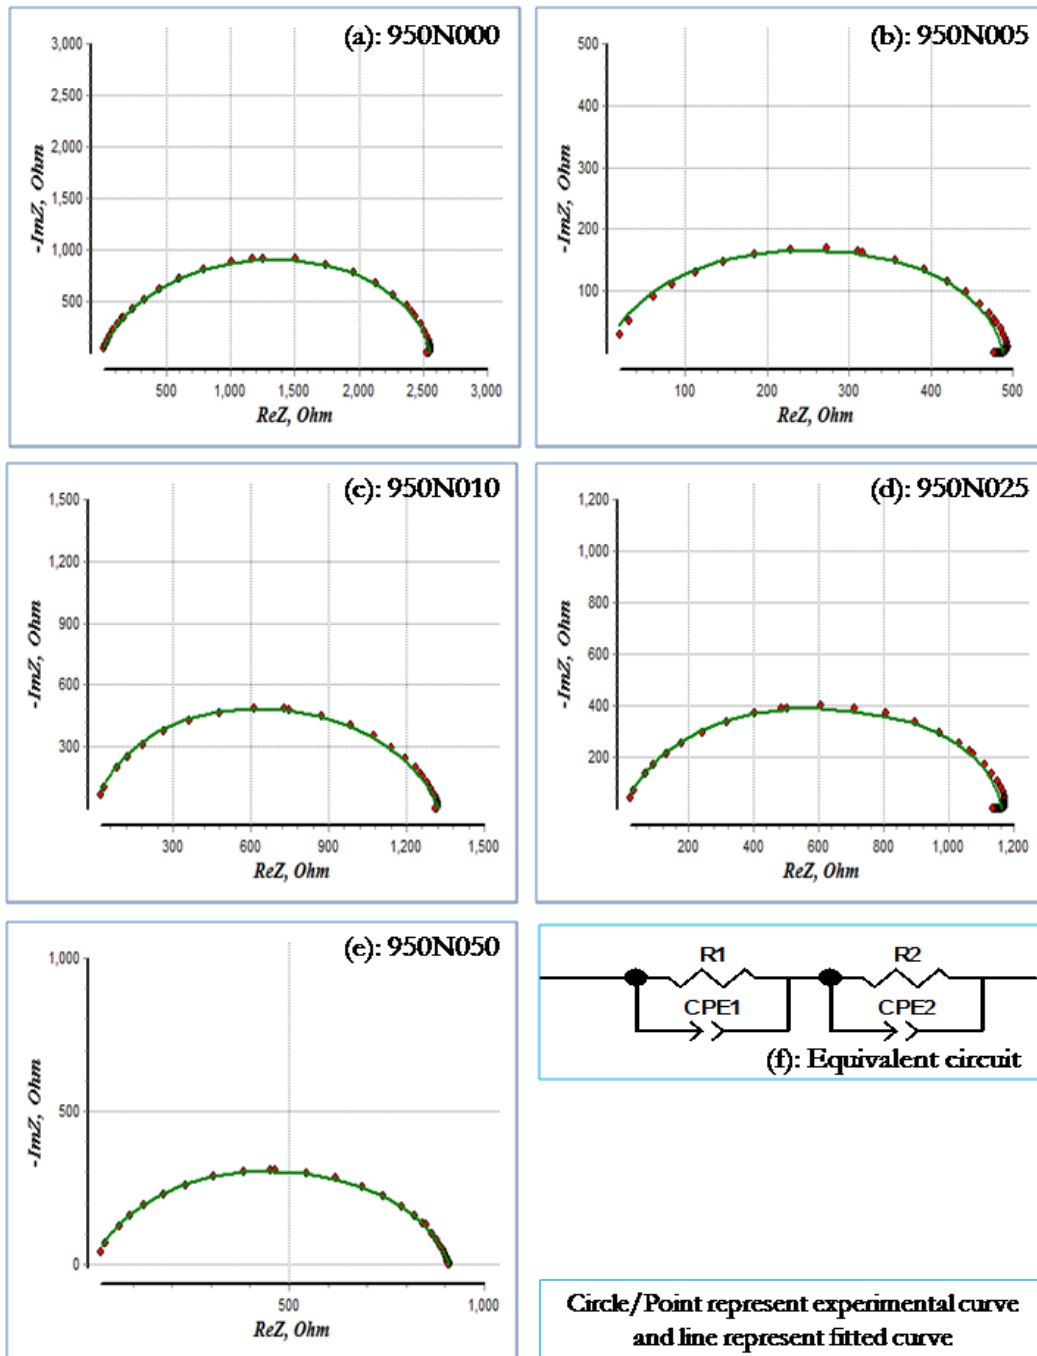 (a): 950N000
3,000
2,500
2,000
1,500
1,000
500
-ImZ, Ohm
500 1,000 1,500 2,000 2,500 3,000
ReZ, Ohm
(b): 950N005
500
400
300
200
100
-ImZ, Ohm
100 200 300 400 500
ReZ, Ohm
(c): 950N010
1,500
1,200
900
600
300
-ImZ, Ohm
300 600 900 1,200 1,500
ReZ, Ohm
(d): 950N025
1,200
1,000
800
600
400
200
-ImZ, Ohm
200 400 600 800 1,000 1,200
ReZ, Ohm
(e): 950N050
1,000
500
0
-ImZ, Ohm
500 1,000
ReZ, Ohm
R1 R2
CPE1 CPE2
(f): Equivalent circuit
Circle/Point represent experimental curve
and line represent fitted curve